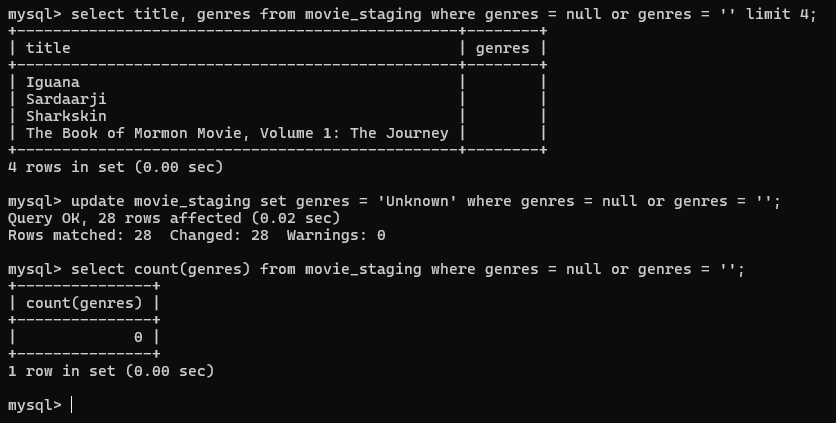 mysql> select title, genres from movie_staging where genres = null or genres = '' limit 4;
+------------------------------------------------+--------+
| title                                          | genres |
+------------------------------------------------+--------+
| Iguana                                         |        |
| Sardaarji                                      |        |
| Sharkskin                                      |        |
| The Book of Mormon Movie, Volume 1: The Journey |        |
+------------------------------------------------+--------+
4 rows in set (0.00 sec)
mysql> update movie_staging set genres = 'Unknown' where genres = null or genres = '';
Query OK, 28 rows affected (0.02 sec)
Rows matched: 28  Changed: 28  Warnings: 0
mysql> select count(genres) from movie_staging where genres = null or genres = '';
+---------------+
| count(genres) |
+---------------+
|             0 |
+---------------+
1 row in set (0.00 sec)
mysql>